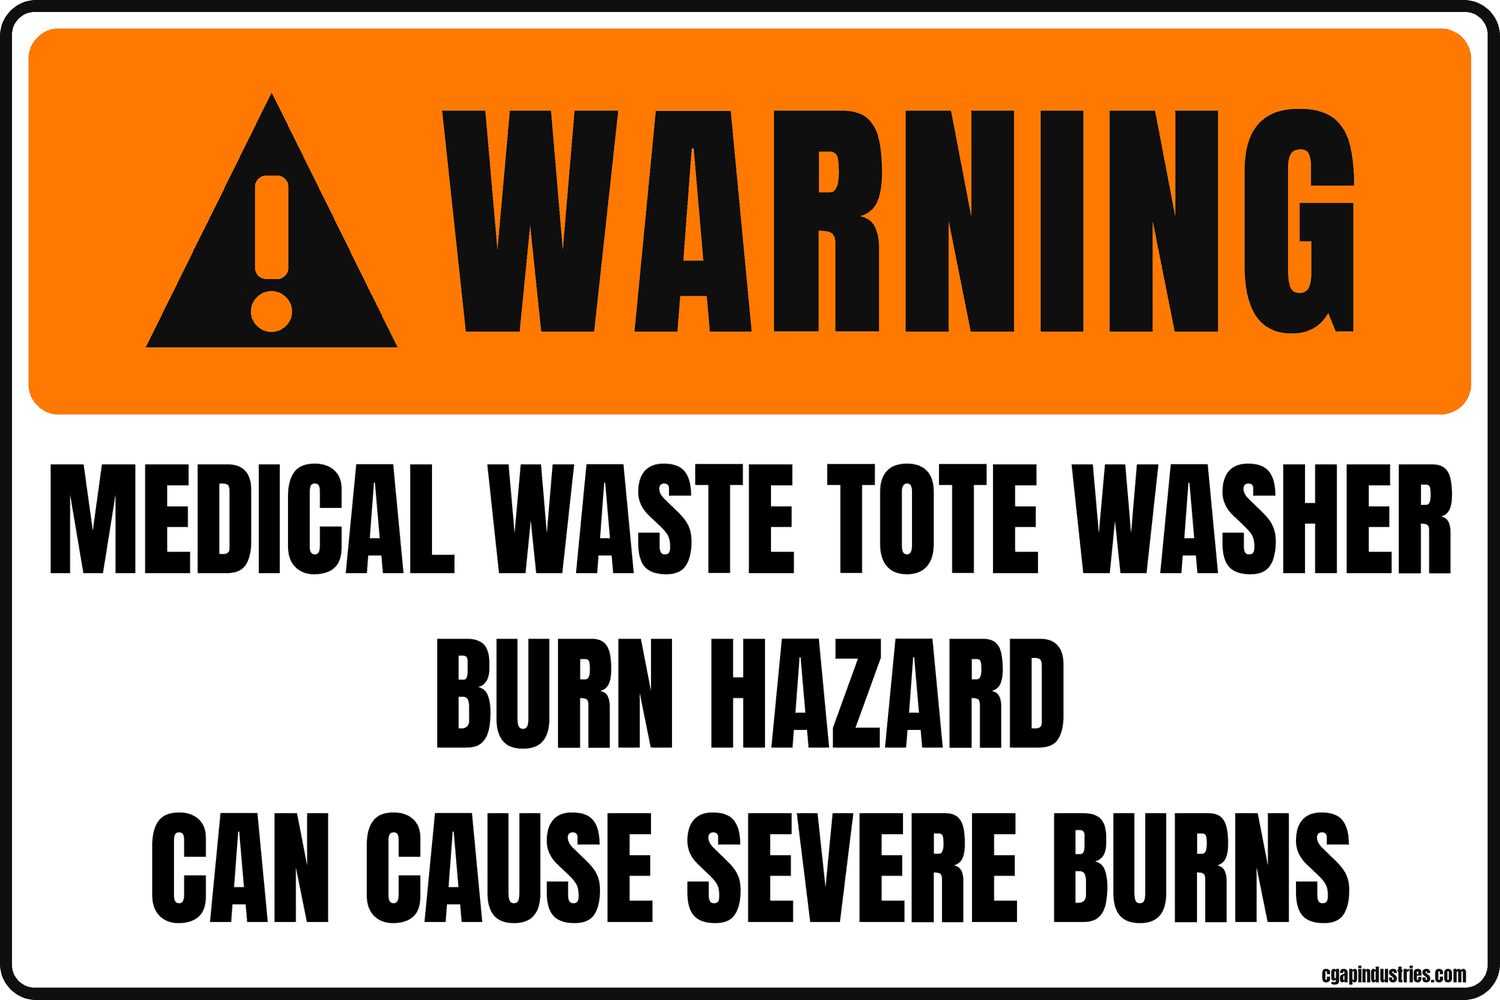 WARNING
MEDICAL WASTE TOTE WASHER
BURN HAZARD
CAN CAUSE SEVERE BURNS
cgapindustries.com